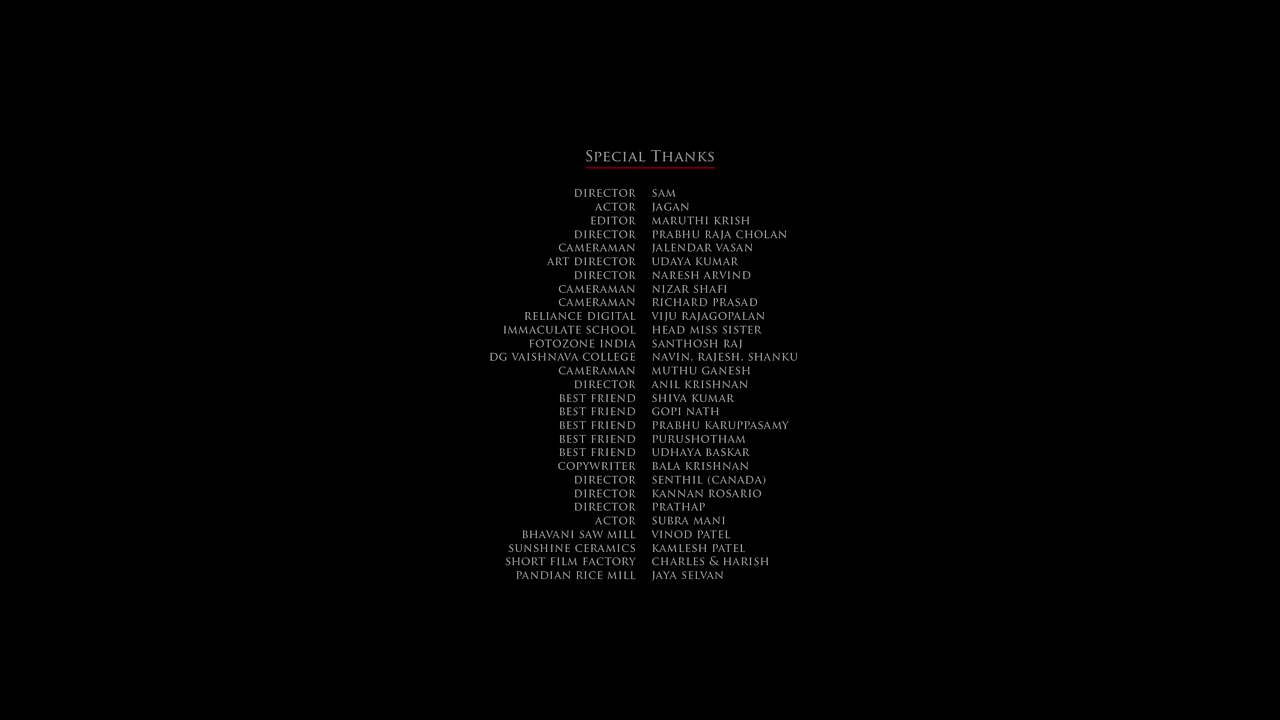 Special Thanks
DIRECTOR SAM
ACTOR JAGAN
EDITOR MARUTHI KRISH
DIRECTOR PRABHU RAJA CHOLAN
CAMERAMAN JALENDAR VASAN
ART DIRECTOR UDAYA KUMAR
DIRECTOR NARESH ARVIND
CAMERAMAN NIZAR SHAFI
CAMERAMAN RICHARD PRASAD
RELIANCE DIGITAL VIJU RAJAGOPALAN
IMMACULATE SCHOOL HEAD MISS SISTER
FOTOZONE INDIA SANTHOSH RAJ
DG VAISHNAVA COLLEGE NAVIN, RAJESH, SHANKU
CAMERAMAN MUTHU GANESH
DIRECTOR ANIL KRISHNAN
BEST FRIEND SHIVA KUMAR
BEST FRIEND GOPI NATH
BEST FRIEND PRABHU KARUPPASAMY
BEST FRIEND PURUSHOTHAM
BEST FRIEND UDHAYA BASKAR
COPYWRITER BALA KRISHNAN
DIRECTOR SENTHIL (CANADA)
DIRECTOR KANNAN ROSARIO
DIRECTOR PRATHAP
ACTOR SUBRA MANI
BHAVANI SAW MILL VINOD PATEL
SUNSHINE CERAMICS KAMLESH PATEL
SHORT FILM FACTORY CHARLES & HARISH
PANDIAN RICE MILL JAYA SELVAN